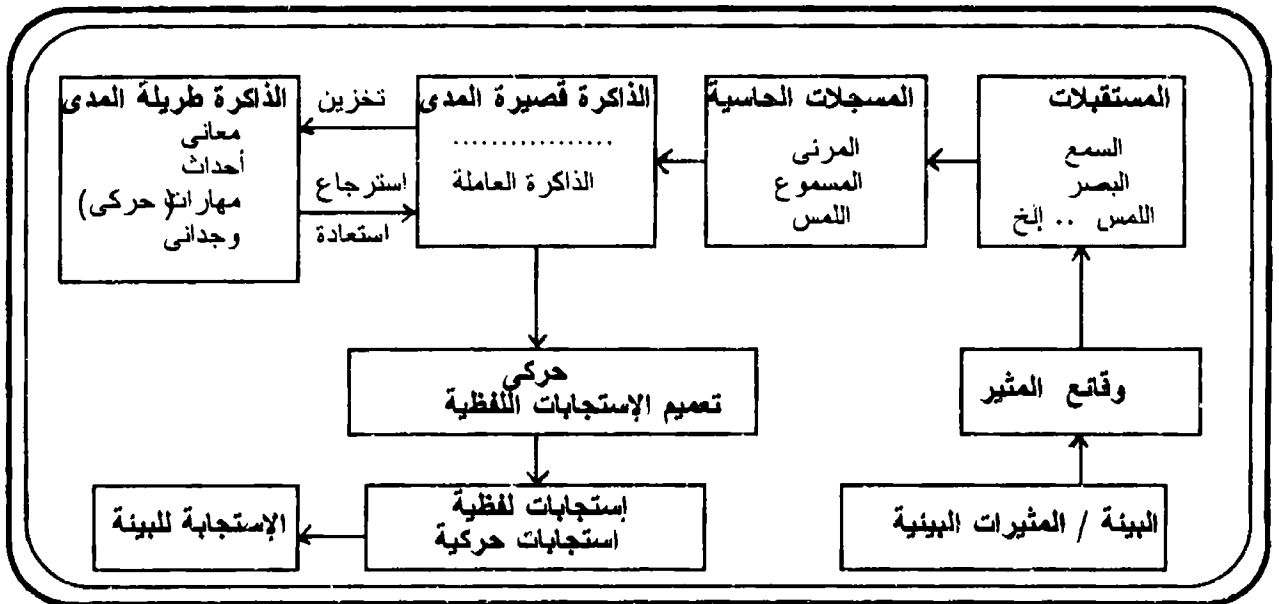 المستقبلات
السمع
البصر
اللمس .. إلخ
المسجلات الحاسية
المرنى
المسموع
اللمس
الذاكرة قصيرة المدى
.................
الذاكرة العاملة
تخزين
استرجاع
استعادة
الذاكرة طريلة المدى
معانى
أحداث
مهارات (حركى)
وجدانى
وقائع المثير
حركي
تعميم الإستجابات اللفظية
البيئة / المثيرات البيئية
إستجابات لفظية
استجابات حركية
الإستجابة للبيئة